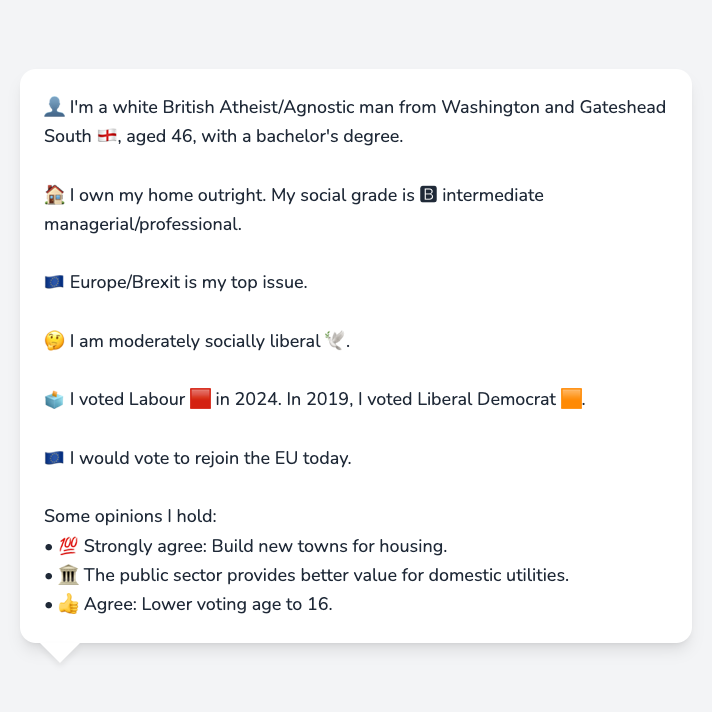 👤 I'm a white British Atheist/Agnostic man from Washington and Gateshead
South 🏴󠁧󠁢󠁥󠁮󠁧󠁿, aged 46, with a bachelor's degree.
🏠 I own my home outright. My social grade is 🅱 intermediate
managerial/professional.
🇪🇺 Europe/Brexit is my top issue.
🤔 I am moderately socially liberal 🕊️.
🗳️ I voted Labour 🟥 in 2024. In 2019, I voted Liberal Democrat 🟧.
🇪🇺 I would vote to rejoin the EU today.
Some opinions I hold:
• 💯 Strongly agree: Build new towns for housing.
• 🏛️ The public sector provides better value for domestic utilities.
• 👍 Agree: Lower voting age to 16.